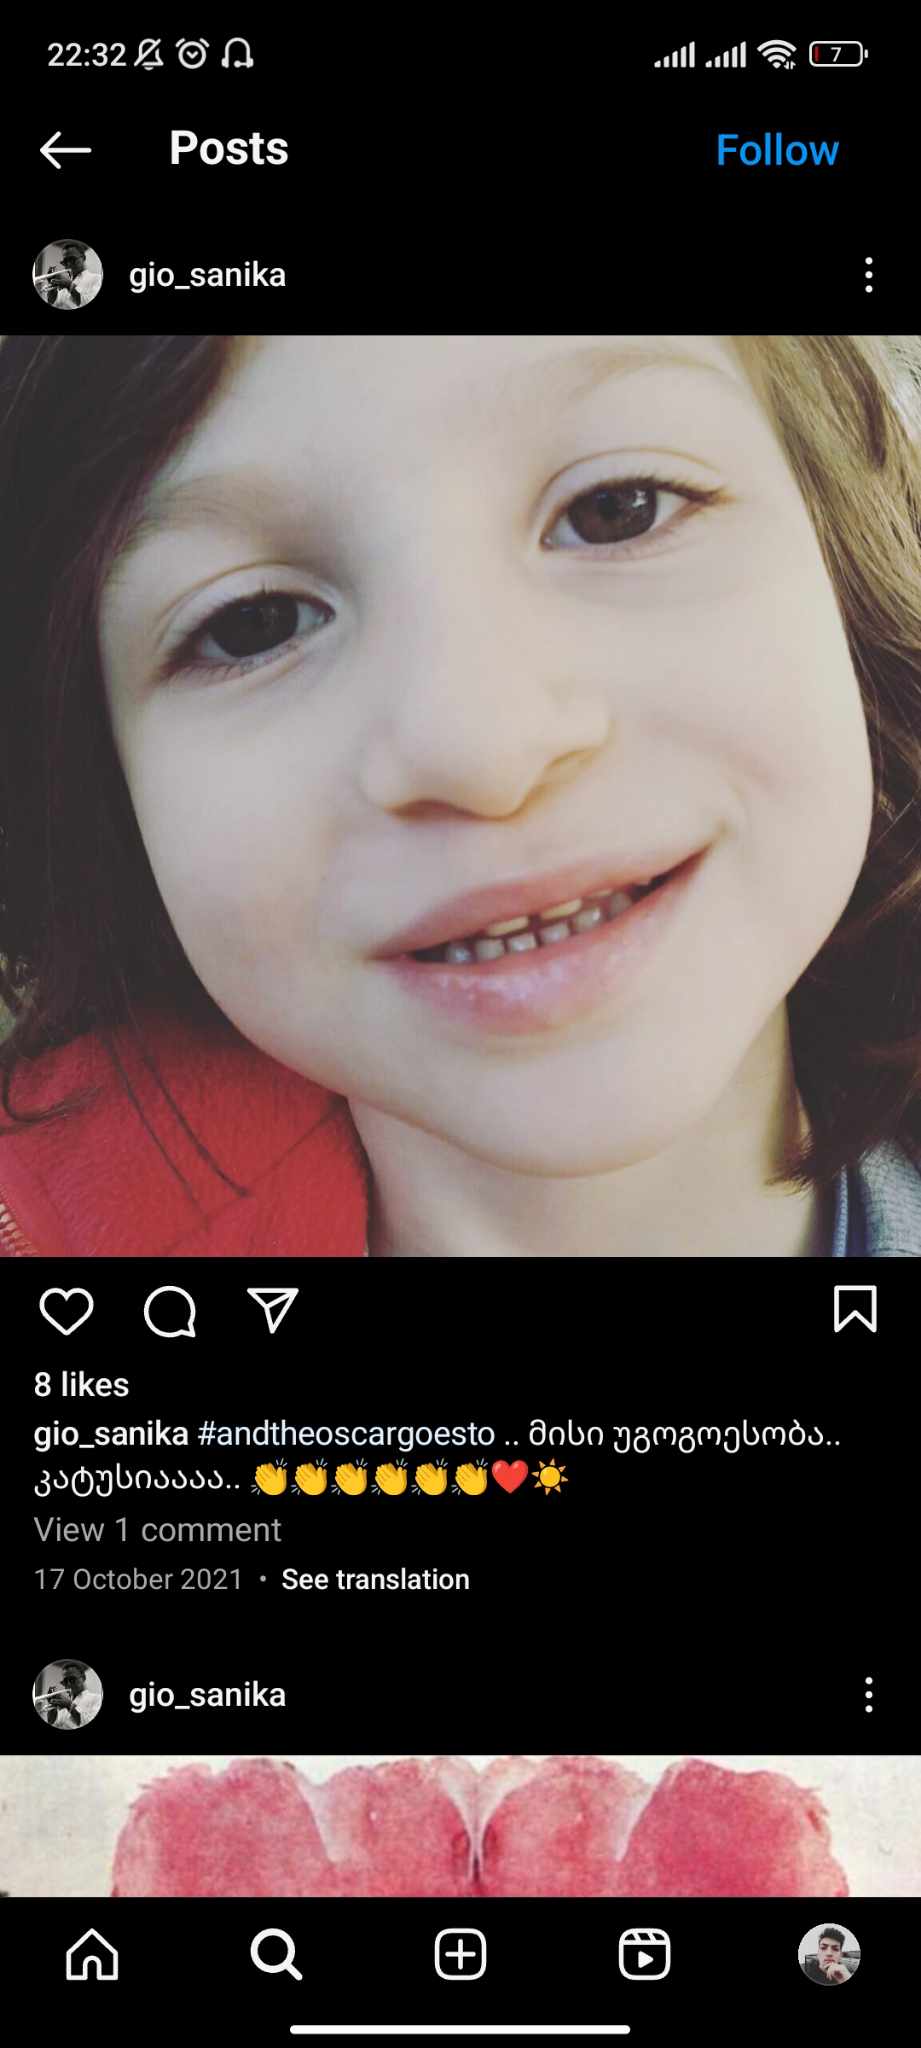 22:32
7
Posts
Follow
gio_sanika
8 likes
gio_sanika #andtheoscargoesto .. მისი უგოგოესობა..
კატუსიაააა.. 👏👏👏👏👏👏❤️☀️
View 1 comment
17 October 2021 • See translation
gio_sanika